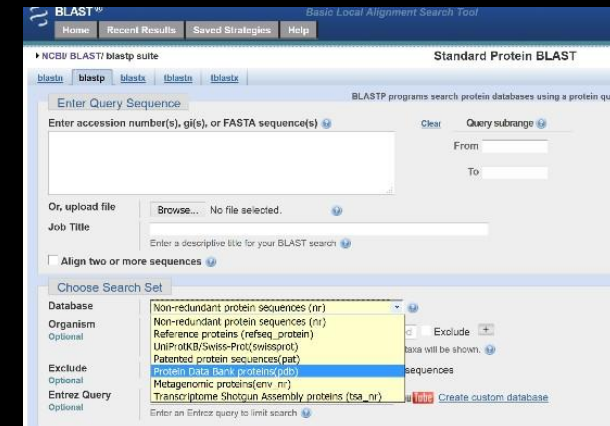 BLAST® Basic Local Alignment Search Tool
Home Recent Results Saved Strategies Help
NCBI/ BLAST/ blastp suite Standard Protein BLAST
blastn blastp blastx tblastn tblastx
Enter Query Sequence BLASTP programs search protein databases using a protein qu
Enter accession number(s), gi(s), or FASTA sequence(s) Clear Query subrange
From
To
Or, upload file Browse... No file selected.
Job Title
Enter a descriptive title for your BLAST search
Align two or more sequences
Choose Search Set
Database Non-redundant protein sequences (nr)
Organism Non-redundant protein sequences (nr)
Optional Reference proteins (refseq_protein) Exclude +
UniProtKB/Swiss-Prot(swissprot) taxa will be shown.
Patented protein sequences(pat)
Exclude Protein Data Bank proteins(pdb) sequences
Optional Metagenomic proteins(env_nr)
Entrez Query Transcriptome Shotgun Assembly proteins (tsa_nr) Tube Create custom database
Optional Enter an Entrez query to limit search